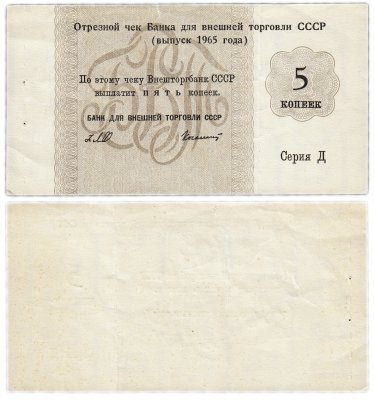 Отрезной чек Банка для внешней торговли СССР
(выпуск 1965 года)
По этому чеку Внешторгбанк СССР
выплатит пять копеек.
БАНК ДЛЯ ВНЕШНЕЙ ТОРГОВЛИ СССР
5
КОПЕЕК
Серия Д